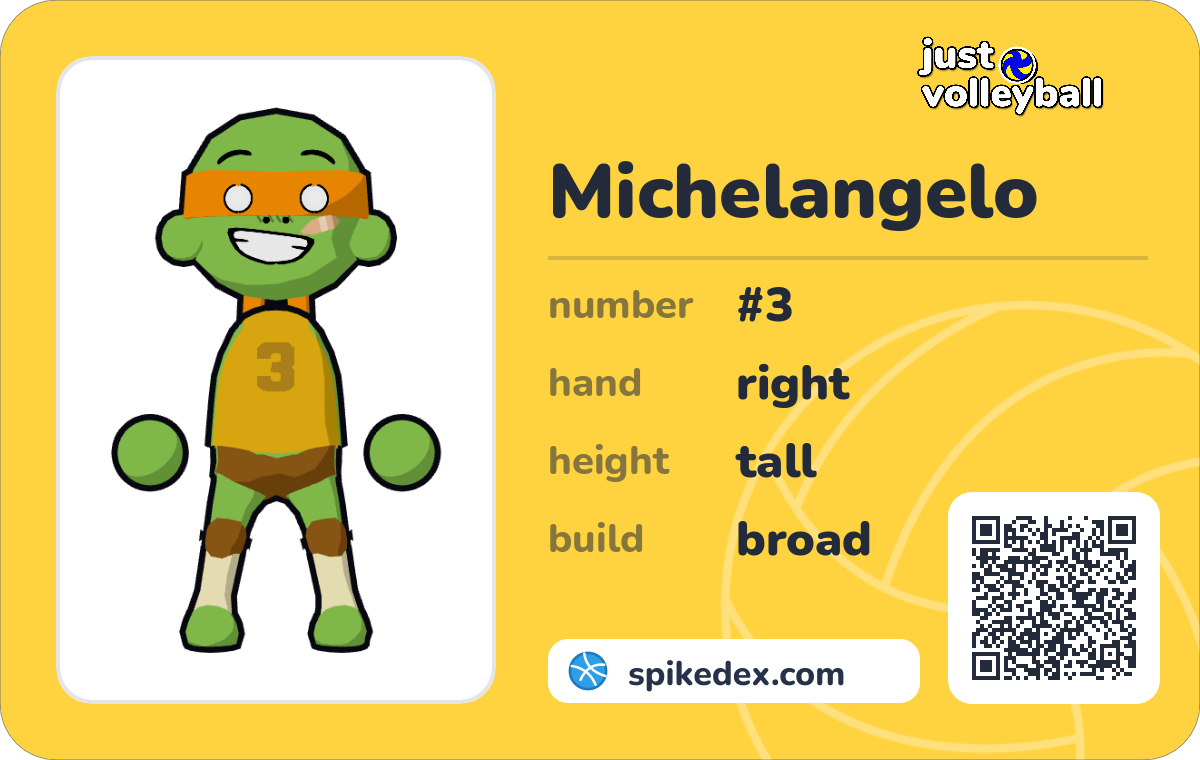 just
volleyball
Michelangelo
number #3
hand right
height tall
build broad
3
spikedex.com